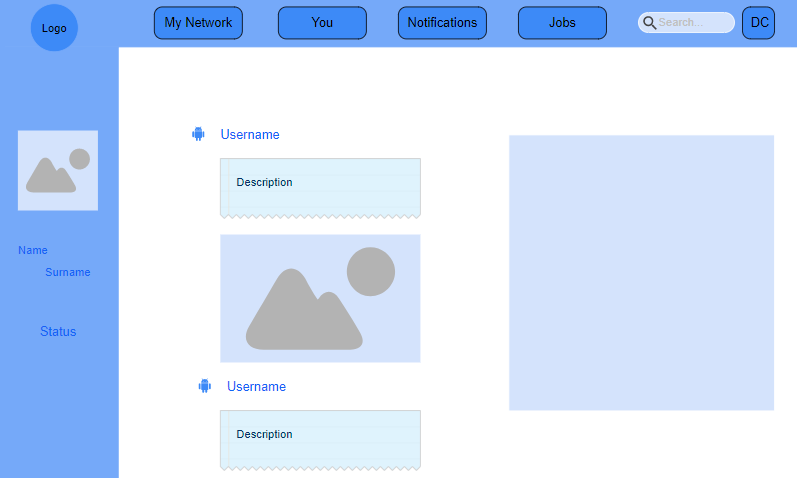 Logo
My Network
You
Notifications
Jobs
Search...
DC
Name
Surname
Status
Username
Description
Username
Description